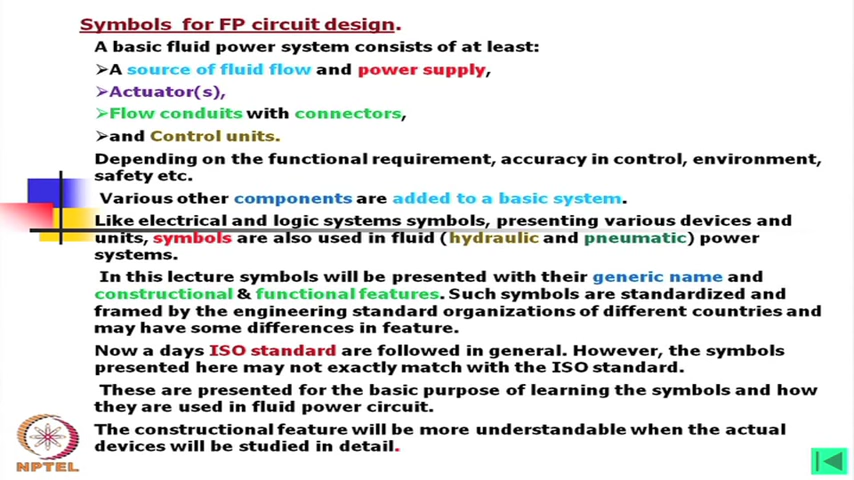 Symbols for FP circuit design.
A basic fluid power system consists of at least:
➢A source of fluid flow and power supply,
➢Actuator(s),
➢Flow conduits with connectors,
➢and Control units.
Depending on the functional requirement, accuracy in control, environment,
safety etc.
Various other components are added to a basic system.
Like electrical and logic systems symbols, presenting various devices and
units, symbols are also used in fluid (hydraulic and pneumatic) power
systems.
In this lecture symbols will be presented with their generic name and
constructional & functional features. Such symbols are standardized and
framed by the engineering standard organizations of different countries and
may have some differences in feature.
Now a days ISO standard are followed in general. However, the symbols
presented here may not exactly match with the ISO standard.
These are presented for the basic purpose of learning the symbols and how
they are used in fluid power circuit.
The constructional feature will be more understandable when the actual
devices will be studied in detail.
NPTEL